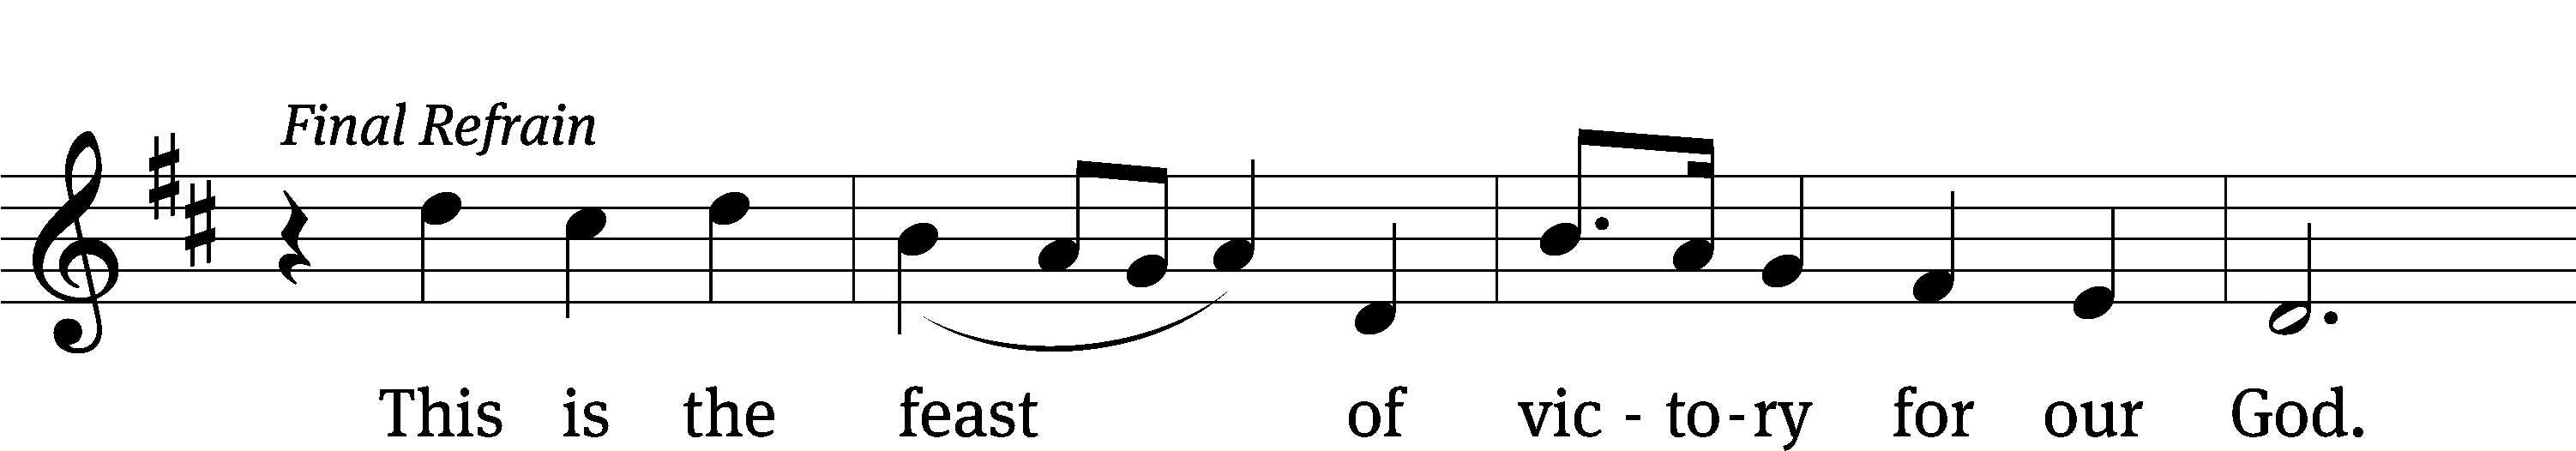 Final Refrain
This is the feast of vic - to - ry for our God.